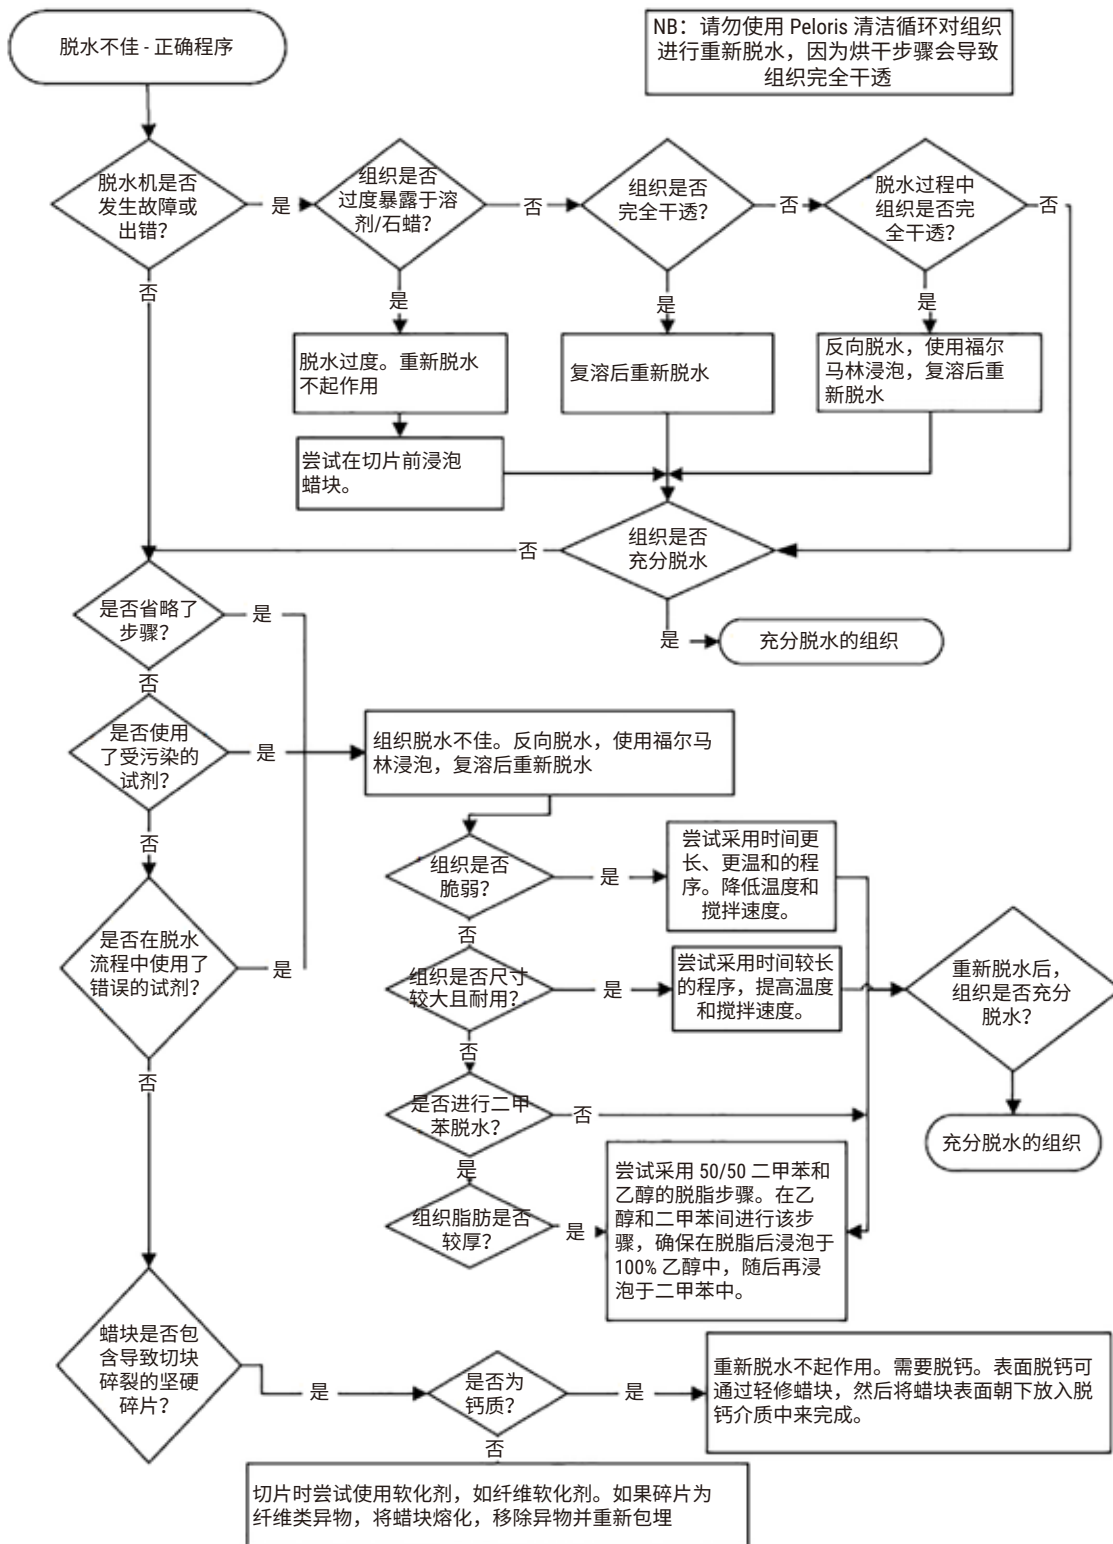 脱水不佳 - 正确程序
NB：请勿使用 Peloris 清洁循环对组织
进行重新脱水，因为烘干步骤会导致
组织完全干透
脱水机是否
发生故障或
出错？
是
组织是否
过度暴露于溶
剂/石蜡？
否
组织是否
完全干透？
否
脱水过程中
组织是否完
全干透？
否
否
是
是
是
脱水过度。重新脱水
不起作用
复溶后重新脱水
反向脱水，使用福尔
马林浸泡，复溶后重
新脱水
尝试在切片前浸泡
蜡块。
组织是否
充分脱水
否
是
充分脱水的组织
是否省略了
步骤？
是
否
是否使用
了受污染的
试剂？
是
组织脱水不佳。反向脱水，使用福尔马
林浸泡，复溶后重新脱水
否
组织是否
脆弱？
是
尝试采用时间更
长、更温和的程
序。降低温度和
搅拌速度。
否
是否在脱水
流程中使用了
错误的试剂？
是
组织是否尺寸
较大且耐用？
是
尝试采用时间较长
的程序，提高温度
和搅拌速度。
重新脱水后，
组织是否充分
脱水？
否
否
是否进行二甲
苯脱水？
否
充分脱水的组织
是
组织脂肪是否
较厚？
是
尝试采用 50/50 二甲苯和
乙醇的脱脂步骤。在乙
醇和二甲苯间进行该步
骤，确保在脱脂后浸泡于
100% 乙醇中，随后再浸
泡于二甲苯中。
蜡块是否包
含导致切块
碎裂的坚硬
碎片？
是
是否为
钙质？
是
重新脱水不起作用。需要脱钙。表面脱钙可
通过轻修蜡块，然后将蜡块表面朝下放入脱
钙介质中来完成。
否
切片时尝试使用软化剂，如纤维软化剂。如果碎片为
纤维类异物，将蜡块熔化，移除异物并重新包埋